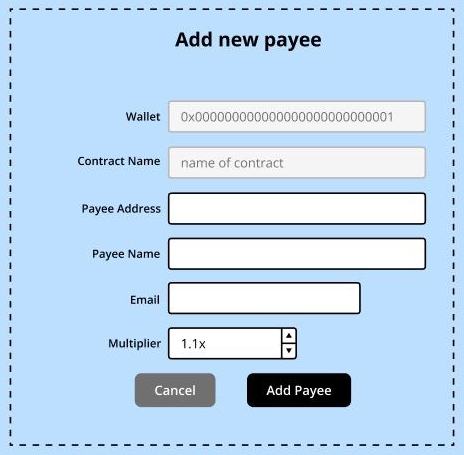 Add new payee
Wallet 0x0000000000000000000000000001
Contract Name name of contract
Payee Address
Payee Name
Email
Multiplier 1.1x
Cancel Add Payee